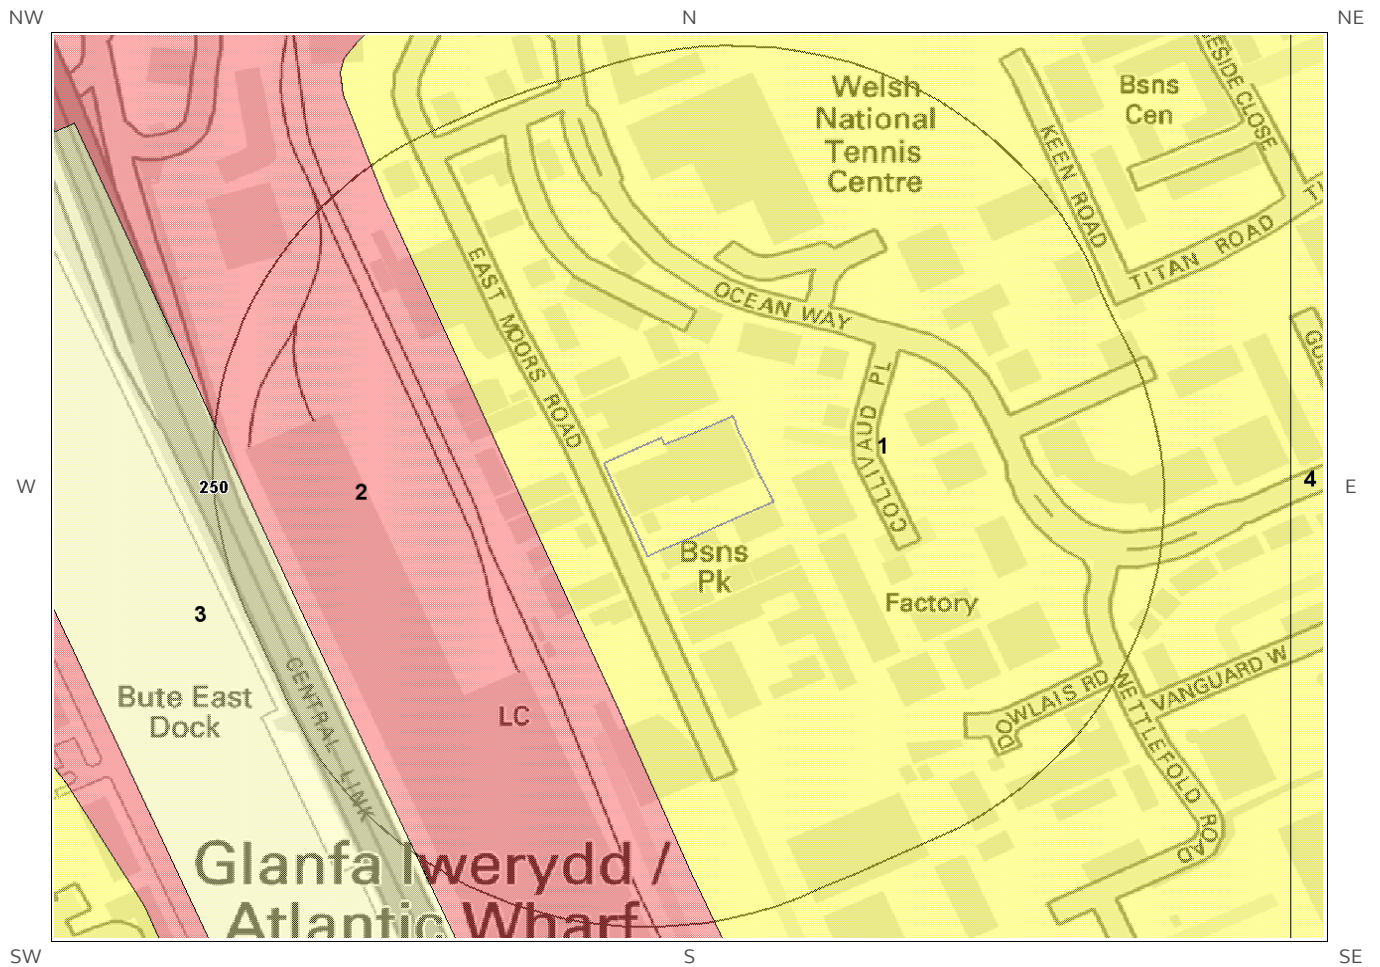 NW
N
NE
Welsh
National
Tennis
Centre
Bsns
Cen
ESIDE CLOSE
KEEN ROAD
TITAN ROAD
TI
EAST MOORS ROAD
OCEAN WAY
COLLIVAUD PL
1
4
W
250
2
E
Bsns
Pk
3
Factory
CENTRAL LINK
Bute East
Dock
LC
DOWLAIS RD
NETTLEFOLD ROAD
VANGUARD W
Glanfa Iwerydd /
Atlantic Wharf
SW
S
SE